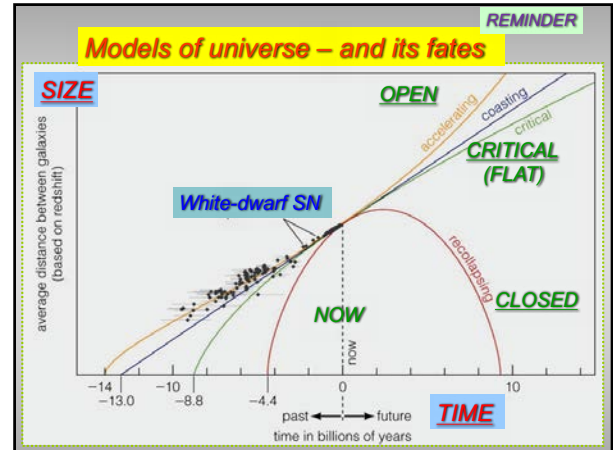 REMINDER
Models of universe – and its fates
SIZE
average distance between galaxies
(based on redshift)
OPEN
accelerating
coasting
critical
CRITICAL
(FLAT)
White-dwarf SN
recollapsing
CLOSED
NOW
now
−14
−13.0
−10
−8.8
−4.4
0
10
past
future
TIME
time in billions of years